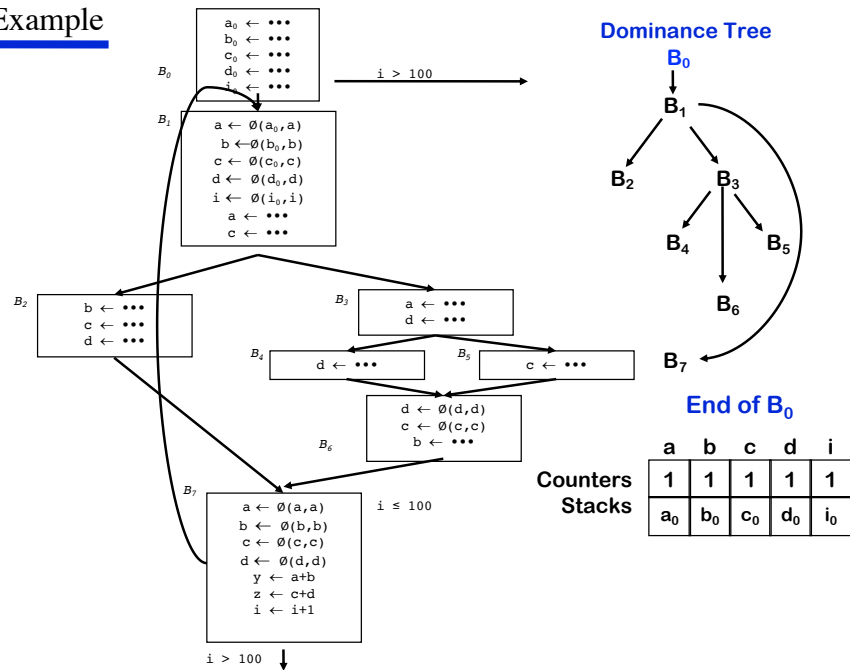 Example
a₀ ← •••
b₀ ← •••
c₀ ← •••
d₀ ← •••
i₀ ← •••
B₀
i > 100
B₁
a ← Ø(a₀,a)
b ←Ø(b₀,b)
c ← Ø(c₀,c)
d ← Ø(d₀,d)
i ← Ø(i₀,i)
a ← •••
c ← •••
B₂
b ← •••
c ← •••
d ← •••
B₃
a ← •••
d ← •••
B₄
d ← •••
B₅
c ← •••
d ← Ø(d,d)
c ← Ø(c,c)
b ← •••
B₆
B₇
a ← Ø(a,a)
b ← Ø(b,b)
c ← Ø(c,c)
d ← Ø(d,d)
y ← a+b
z ← c+d
i ← i+1
i ≤ 100
i > 100
Dominance Tree
B₀
B₁
B₂ B₃
B₄ B₅
B₆
B₇
End of B₀
a b c d i
Counters 1 1 1 1 1
Stacks a₀ b₀ c₀ d₀ i₀